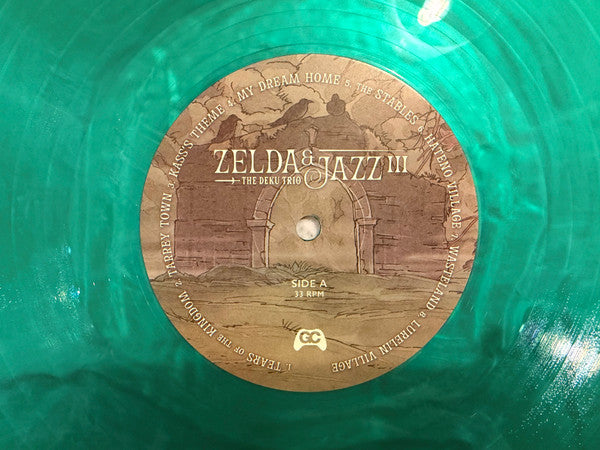 ZELDA & JAZZ III
THE DEKU TRIO
SIDE A
33 RPM
GC
1. TEARS OF THE KINGDOM 2. TARREY TOWN 3. KASS'S THEME 4. MY DREAM HOME 5. THE STABLES 6. HATENO VILLAGE 7. WASTELAND 8. LURELIN VILLAGE